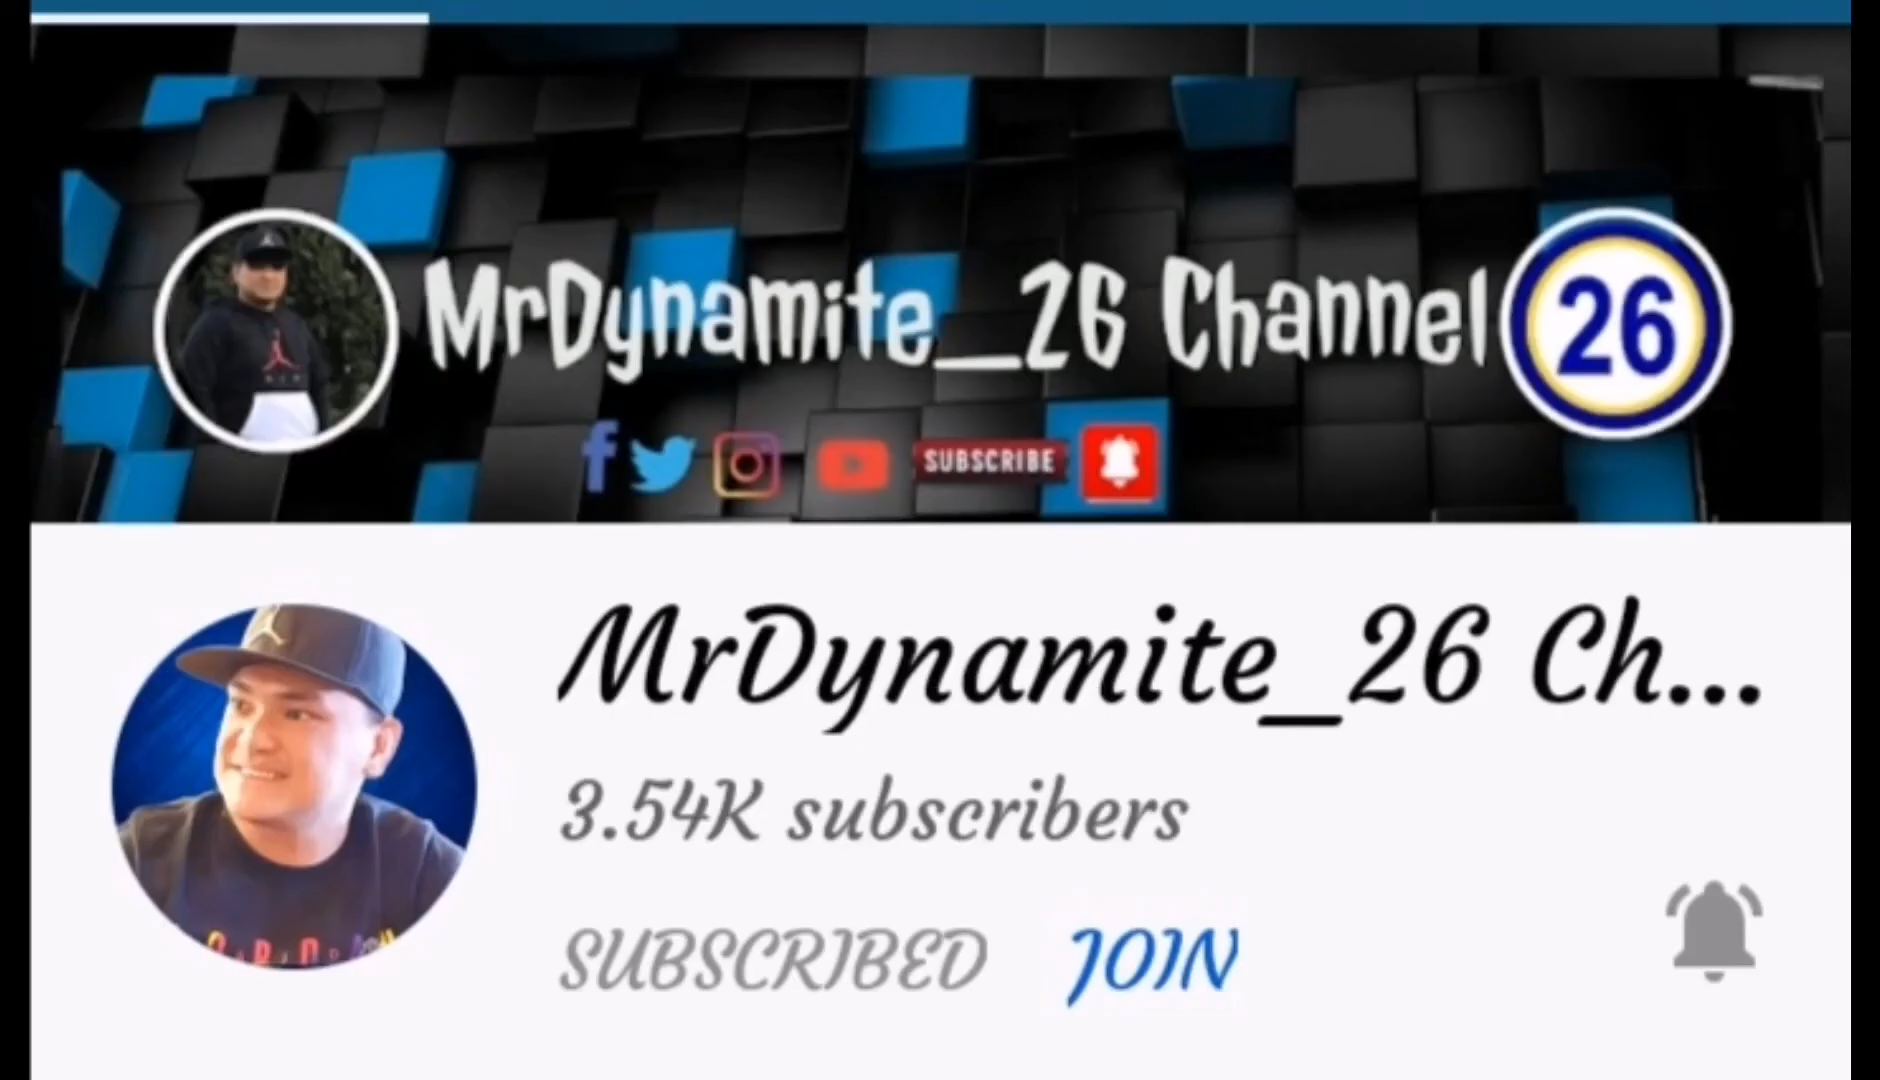 MrDynamite_26 Channel
26
SUBSCRIBE
MrDynamite_26 Ch...
3.54K subscribers
SUBSCRIBED JOIN